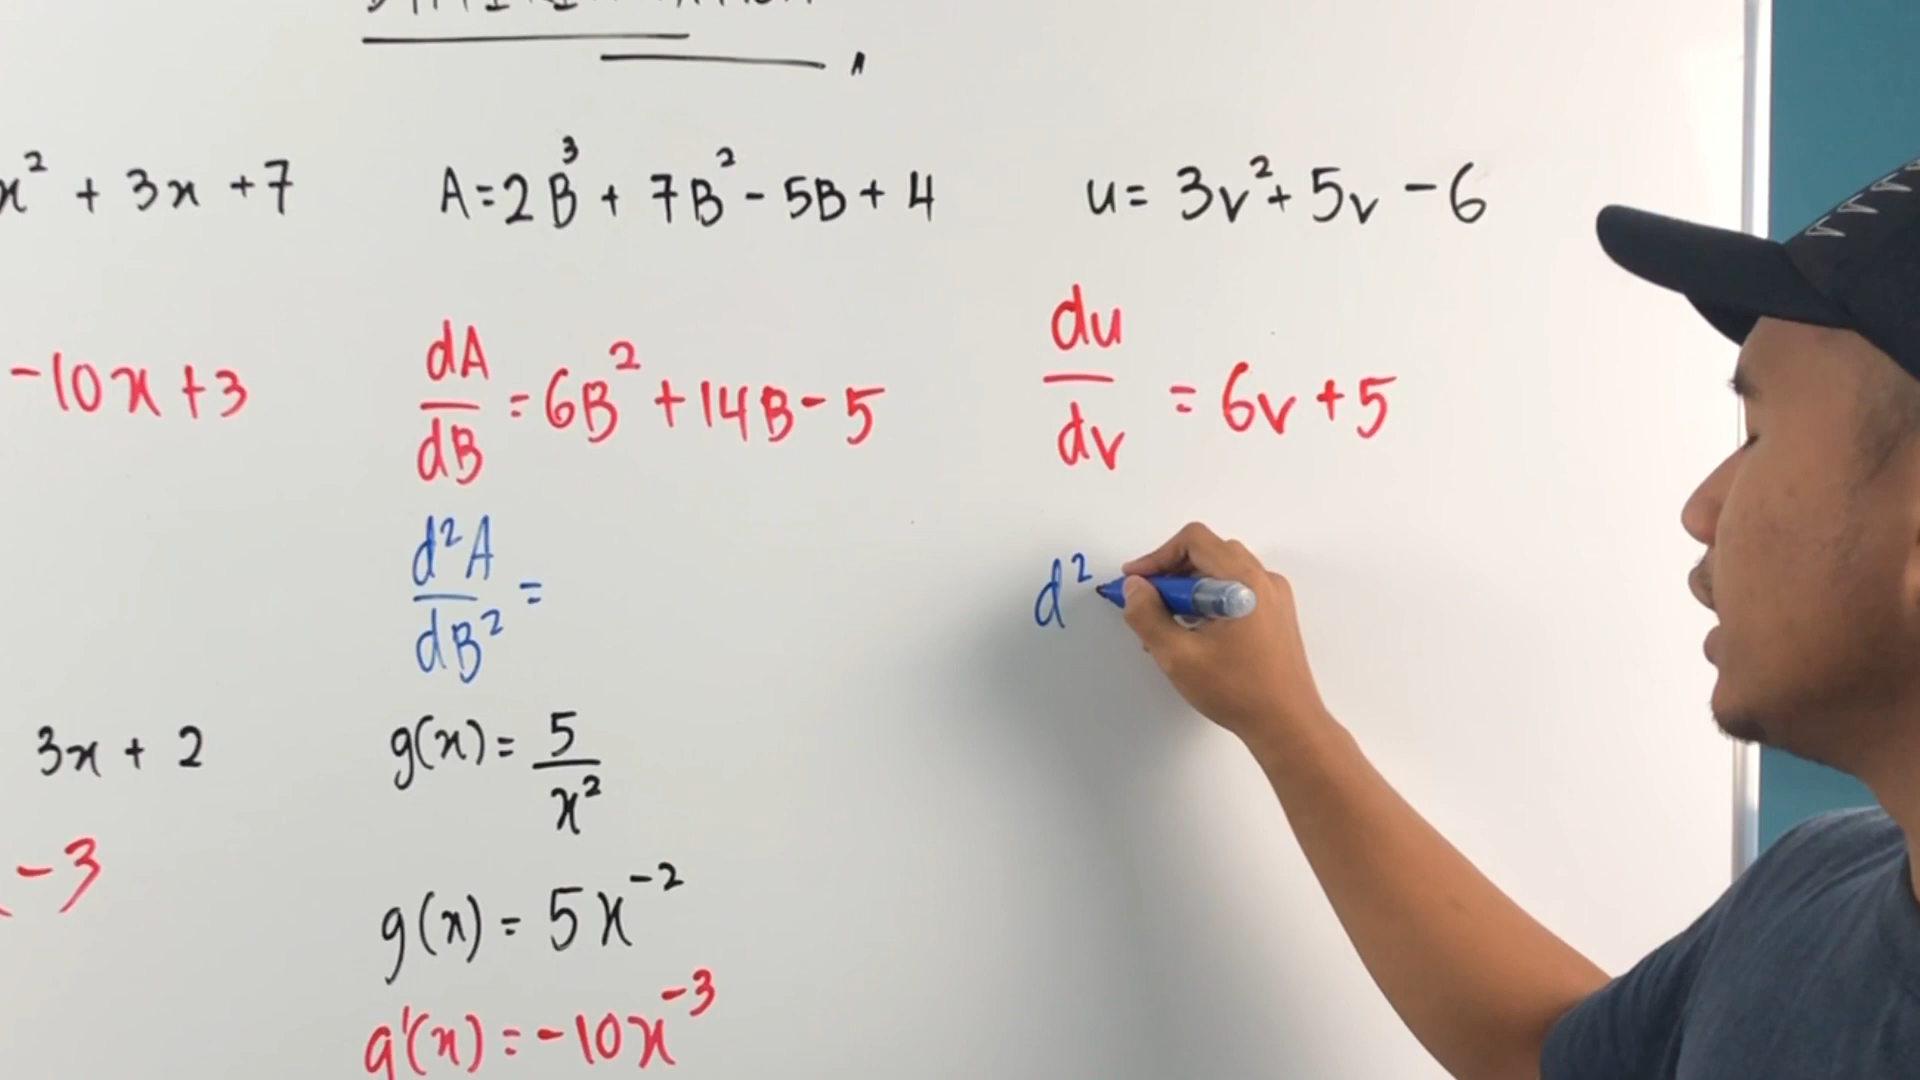 x² + 3x + 7
-10x + 3
3x + 2
-3
A = 2B³ + 7B² - 5B + 4
dA/dB = 6B² + 14B - 5
d²A/dB² =
g(x) = 5/x²
g(x) = 5x⁻²
g'(x) = -10x⁻³
u = 3v² + 5v - 6
du/dv = 6v + 5
d²